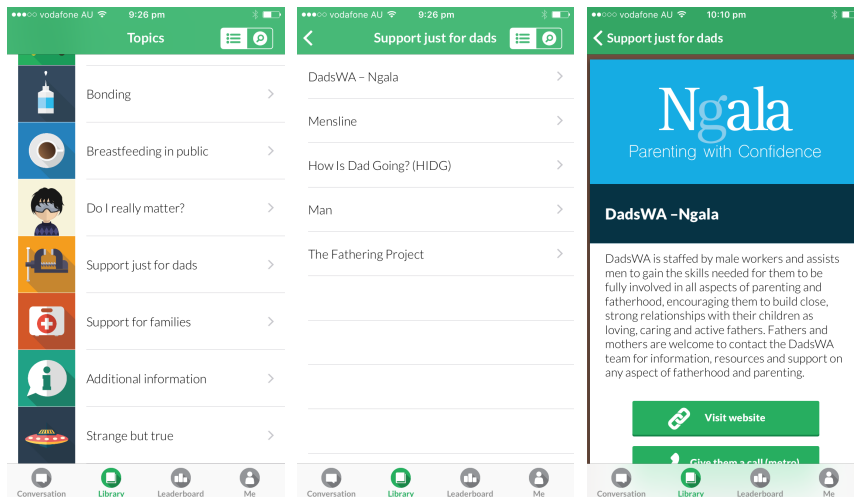 vodafone AU 9:26 pm
Topics
Bonding
Breastfeeding in public
Do I really matter?
Support just for dads
Support for families
Additional information
Strange but true
Conversation Library Leaderboard Me
vodafone AU 9:26 pm
Support just for dads
DadsWA – Ngala
Mensline
How Is Dad Going? (HIDG)
Man
The Fathering Project
Conversation Library Leaderboard Me
vodafone AU 10:10 pm
Support just for dads
Ngala
Parenting with Confidence
DadsWA –Ngala
DadsWA is staffed by male workers and assists
men to gain the skills needed for them to be
fully involved in all aspects of parenting and
fatherhood, encouraging them to build close,
strong relationships with their children as
loving, caring and active fathers. Fathers and
mothers are welcome to contact the DadsWA
team for information, resources and support on
any aspect of fatherhood and parenting.
Visit website
Give them a call (metro)
Conversation Library Leaderboard Me